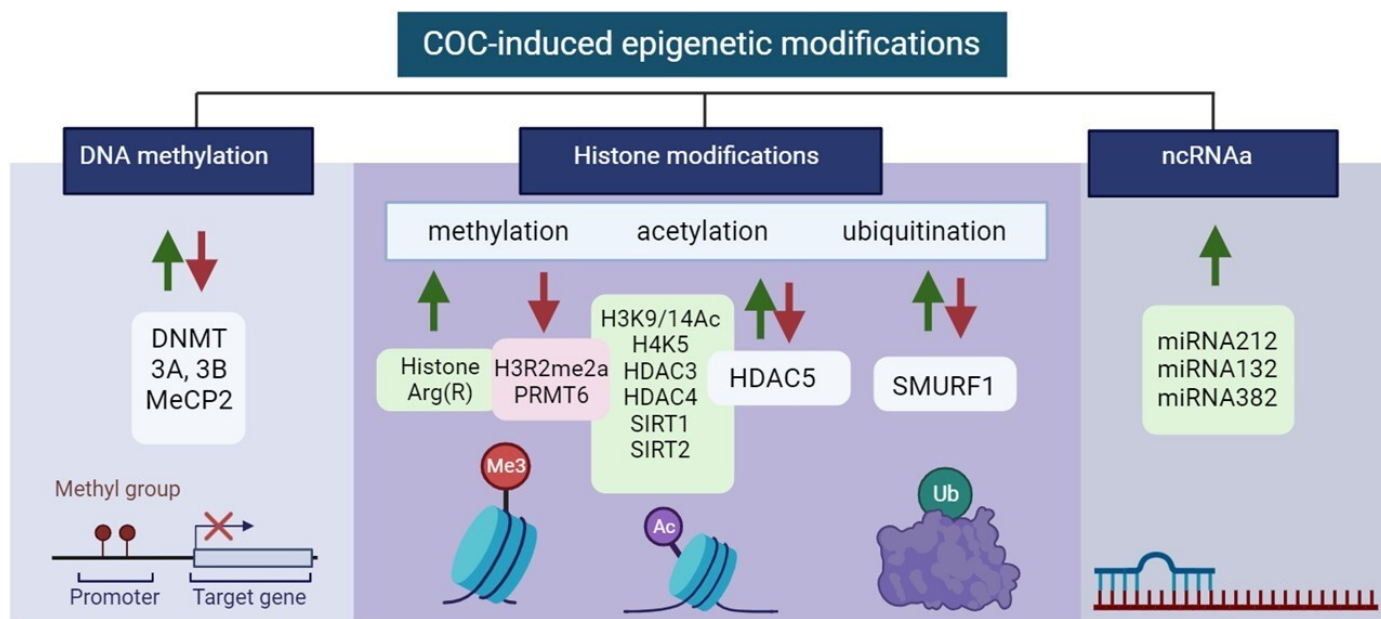 COC-induced epigenetic modifications
DNA methylation
Histone modifications
ncRNAa
methylation
acetylation
ubiquitination
DNMT
3A, 3B
MeCP2
Histone
Arg(R)
H3R2me2a
PRMT6
H3K9/14Ac
H4K5
HDAC3
HDAC4
SIRT1
SIRT2
HDAC5
SMURF1
miRNA212
miRNA132
miRNA382
Methyl group
Promoter
Target gene
Me3
Ac
Ub